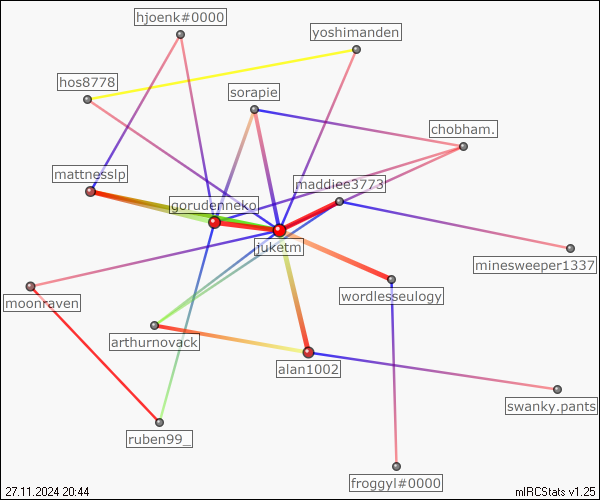 hjoenk#0000
yoshimanden
hos8778
sorapie
chobham.
mattnesslp
maddiee3773
gorudenneko
juketm
minesweeper1337
moonraven
wordlesseulogy
arthurnovack
alan1002
swanky.pants
ruben99_
froggyl#0000
27.11.2024 20:44
mIRCStats v1.25